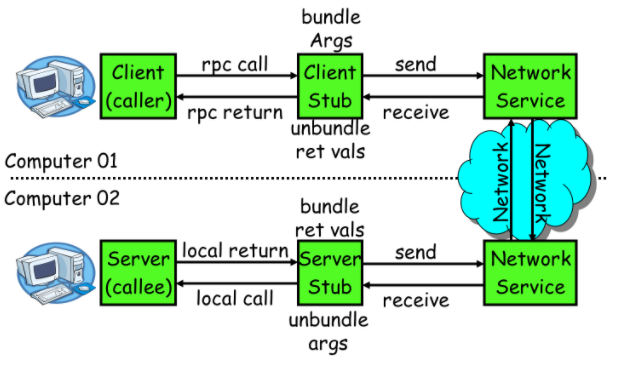 bundle
Args
Client
(caller)
rpc call
rpc return
Client
Stub
send
receive
Network
Service
unbundle
ret vals
Computer 01
Network
Network
Computer 02
bundle
ret vals
Server
(callee)
local return
local call
Server
Stub
send
receive
Network
Service
unbundle
args